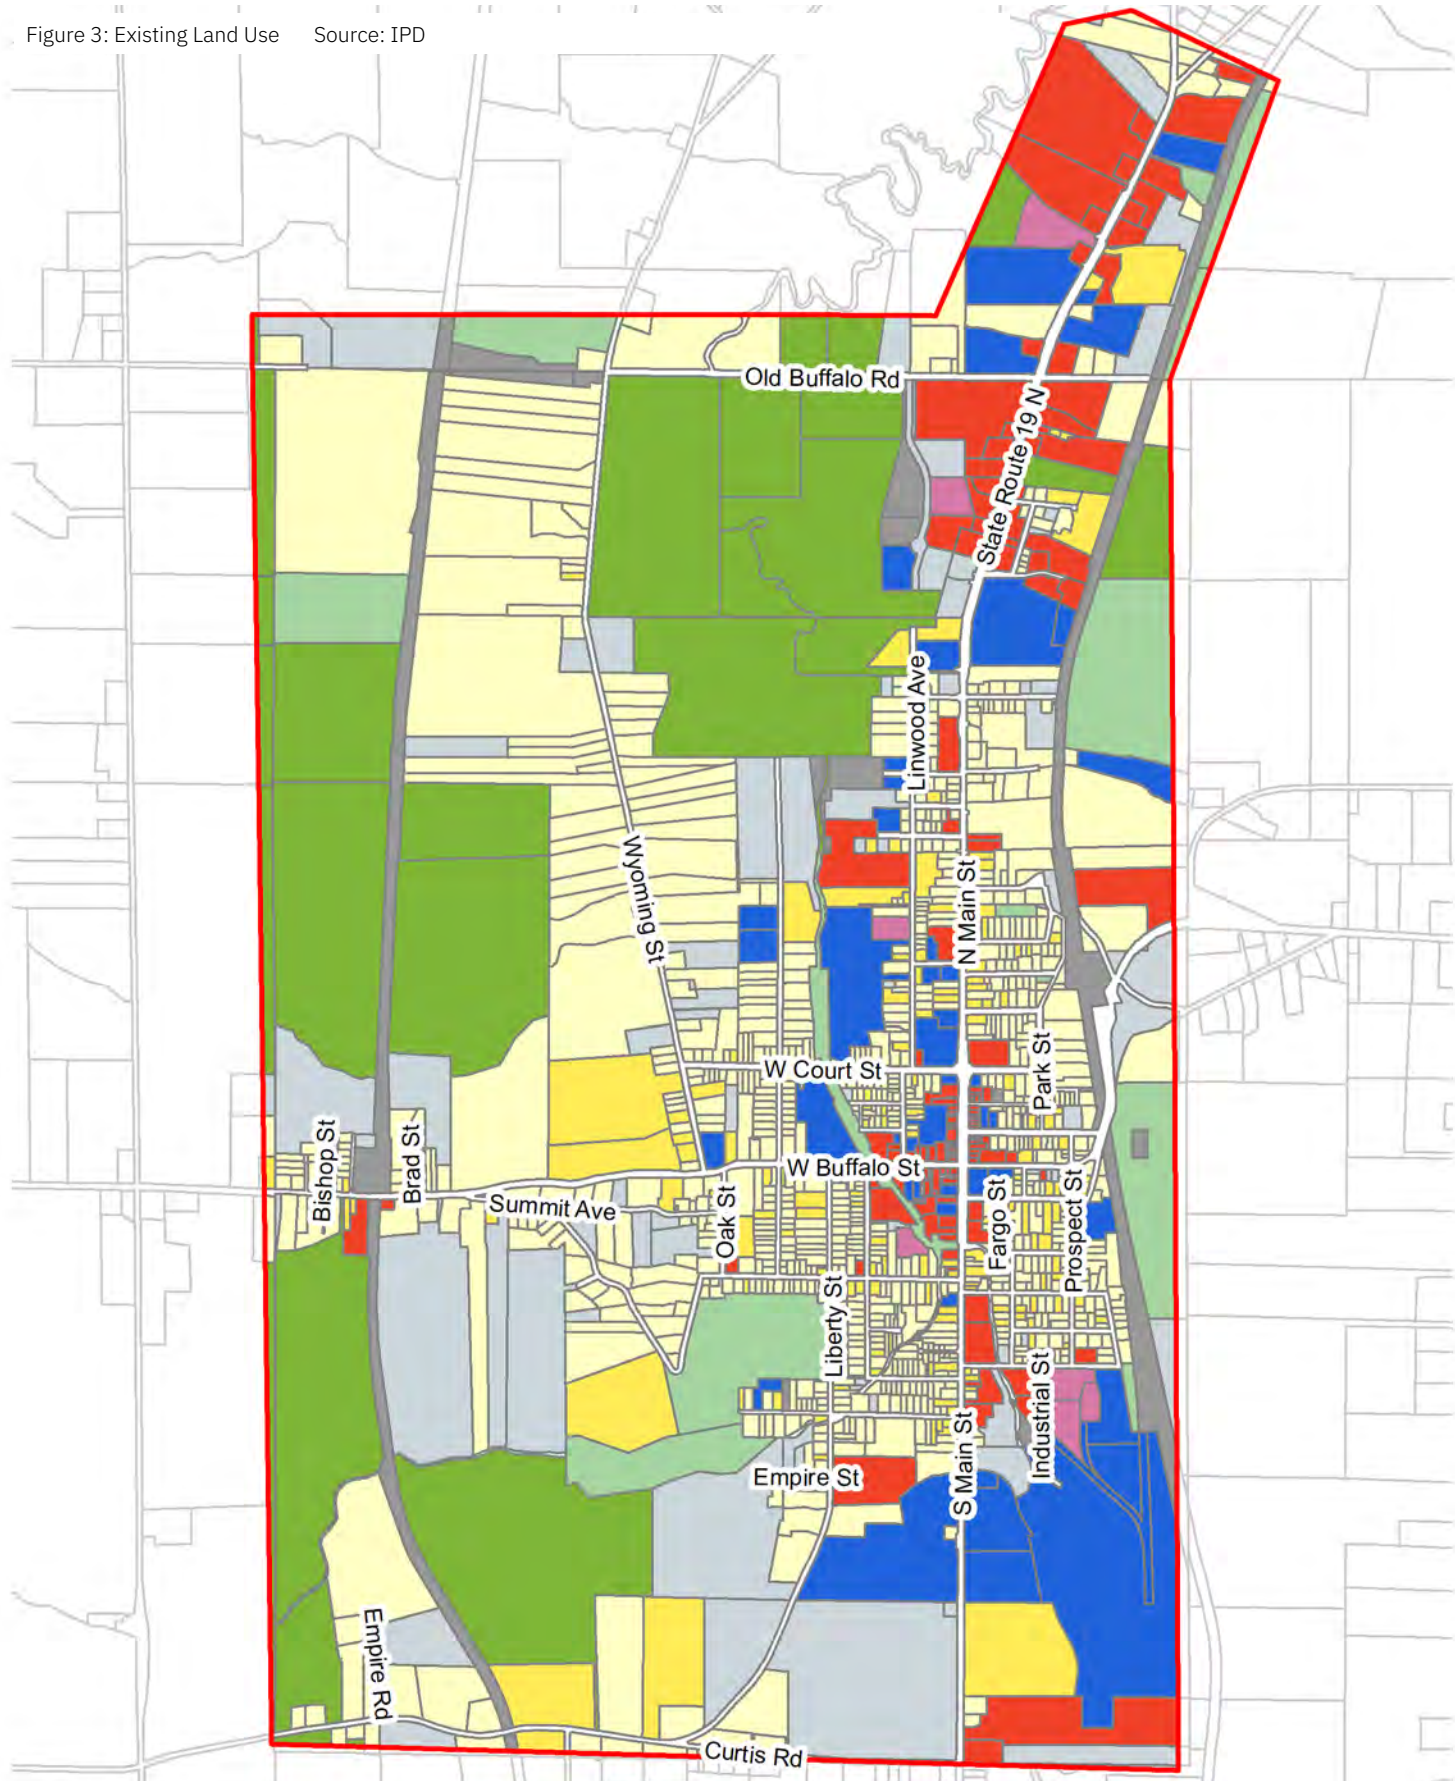 Figure 3: Existing Land Use Source: IPD
Old Buffalo Rd
State Route 19 N
Linwood Ave
Wyoming St
N Main St
W Court St
Park St
Bishop St
Brad St
W Buffalo St
Summit Ave
Oak St
Fargo St
Prospect St
Liberty St
Industrial St
S Main St
Empire St
Empire Rd
Curtis Rd